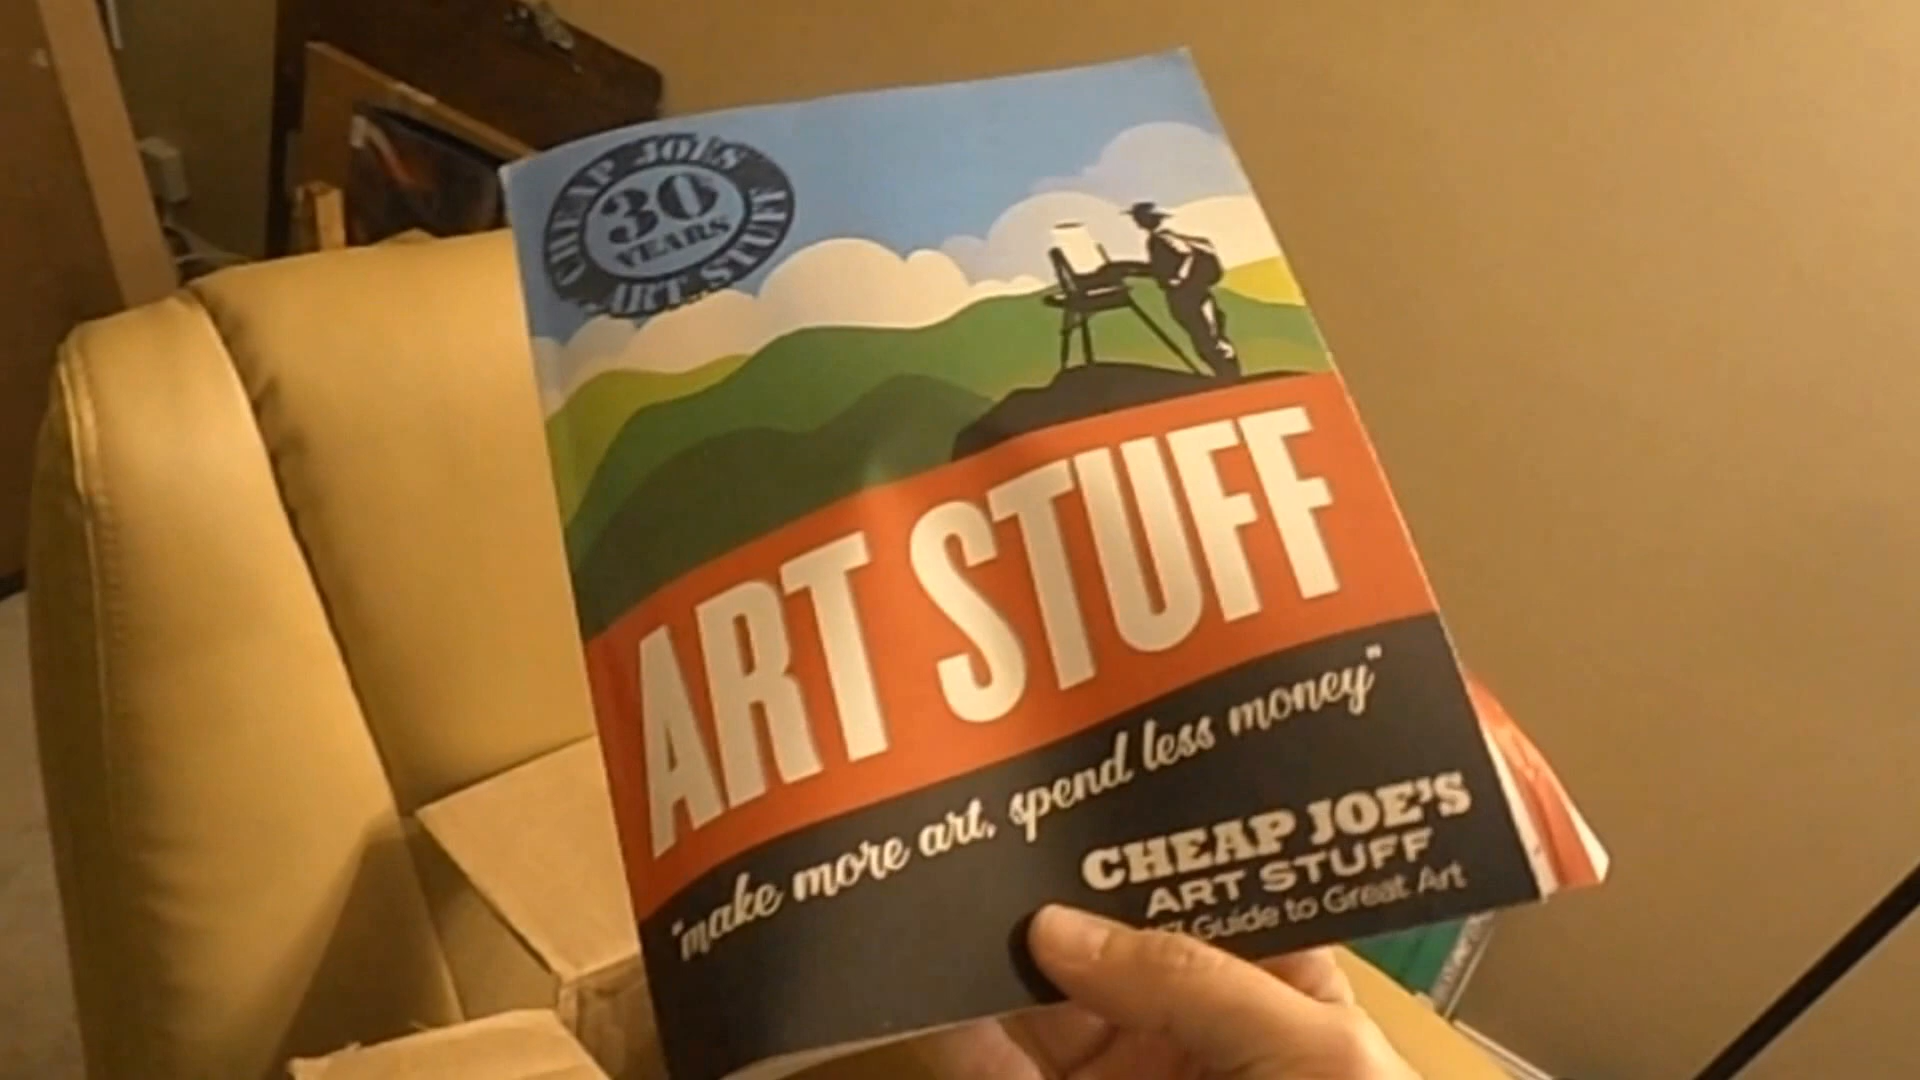 CHEAP JOE'S
30
YEARS
ART STUFF
ART STUFF
"make more art, spend less money"
CHEAP JOE'S
ART STUFF
Guide to Great Art